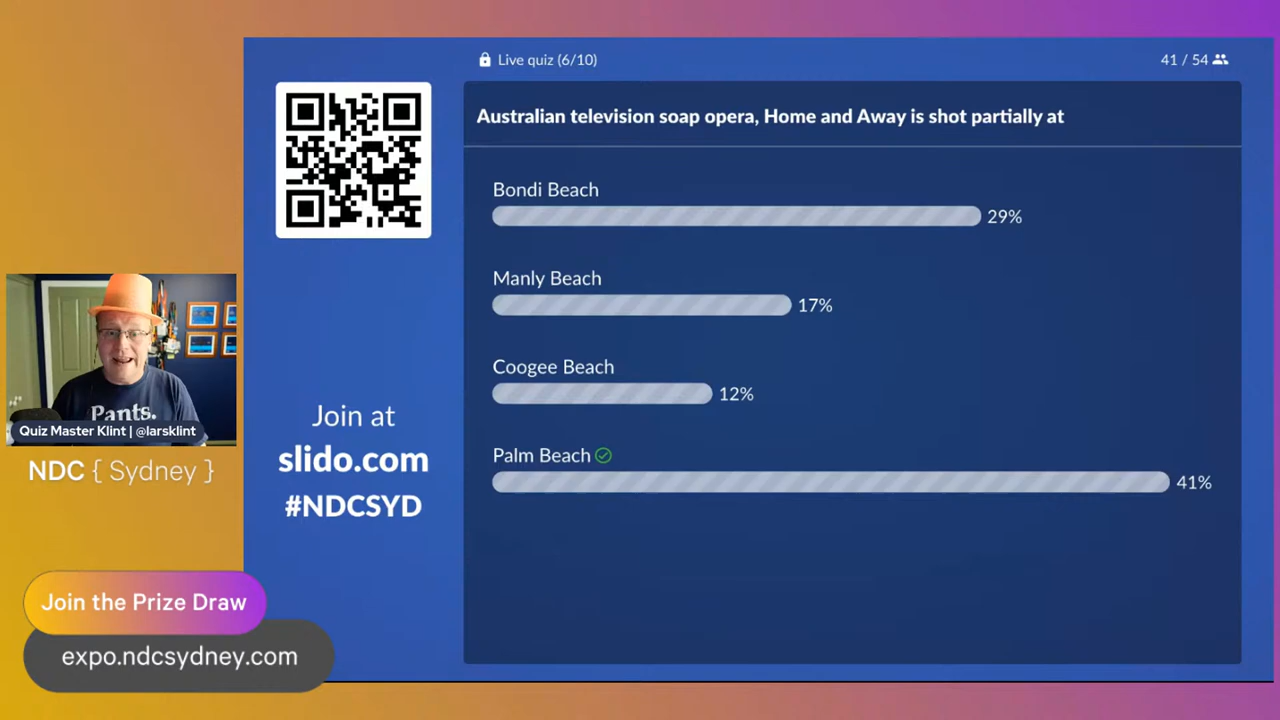 Live quiz (6/10)
41 / 54
Australian television soap opera, Home and Away is shot partially at
Bondi Beach
29%
Manly Beach
17%
Coogee Beach
12%
Palm Beach
41%
Join at
slido.com
#NDCSYD
Pants.
Quiz Master Klint | @larsklint
NDC { Sydney }
Join the Prize Draw
expo.ndcsydney.com